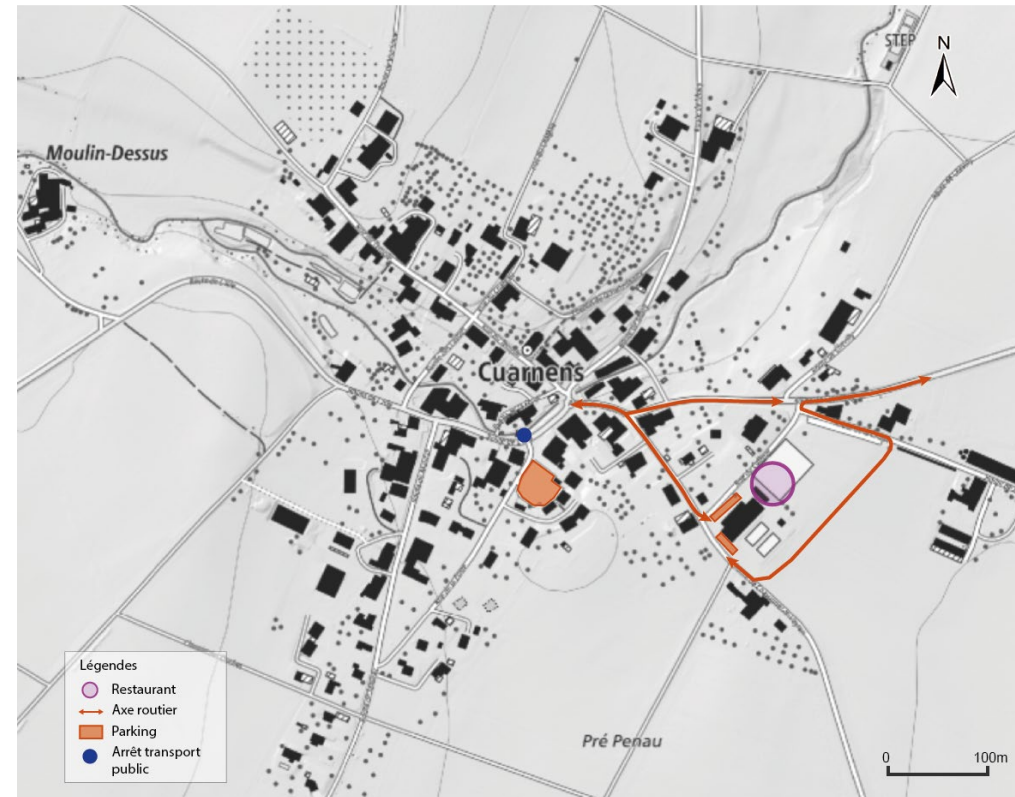 STEP
N
Moulin-Dessus
Cuarnens
Pré Penau
Légendes
Restaurant
Axe routier
Parking
Arrêt transport
public
0
100m